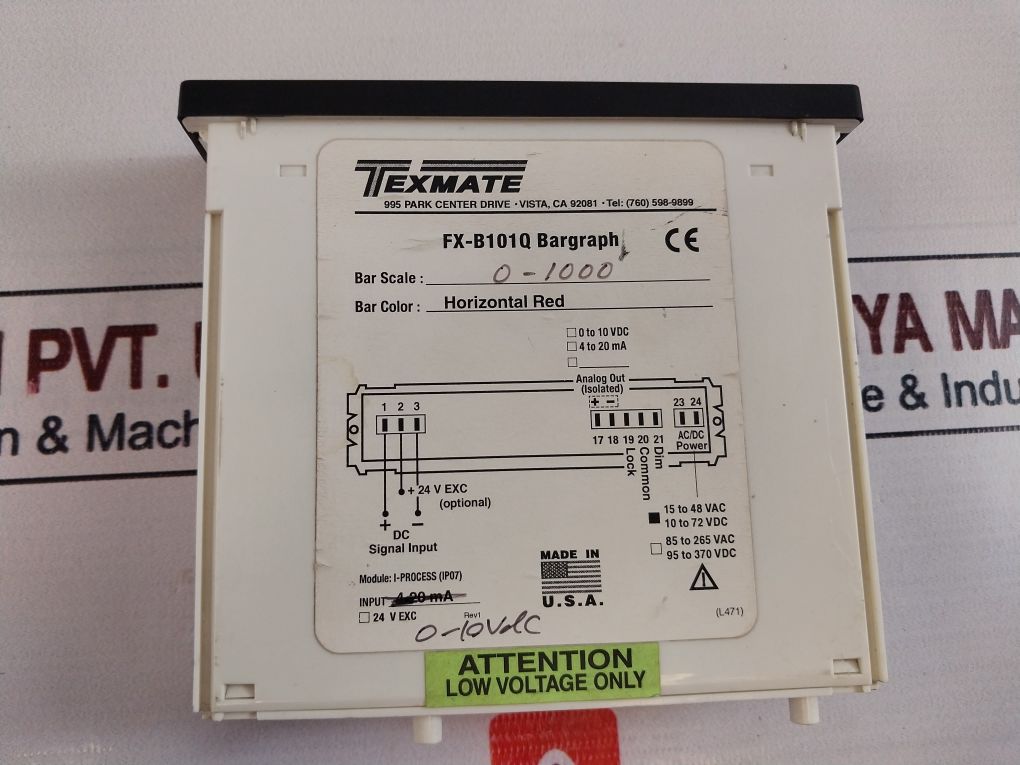 TEXMATE
995 PARK CENTER DRIVE · VISTA, CA 92081 · Tel: (760) 598-9899
FX-B101Q Bargraph CE
Bar Scale : 0-1000
Bar Color : Horizontal Red
0 to 10 VDC
4 to 20 mA
Analog Out
(Isolated)
+ -
1 2 3
23 24
17 18 19 20 21
AC/DC
Power
Lock
Common
Dim
+ 24 V EXC
(optional)
+ -
DC
Signal Input
15 to 48 VAC
10 to 72 VDC
85 to 265 VAC
95 to 370 VDC
MADE IN
U.S.A.
Module: I-PROCESS (IP07)
INPUT 4-20 mA
24 V EXC
Rev1
0-10Vdc
(L471)
ATTENTION
LOW VOLTAGE ONLY
PVT.
YA MA
n & Mach
e & Indu